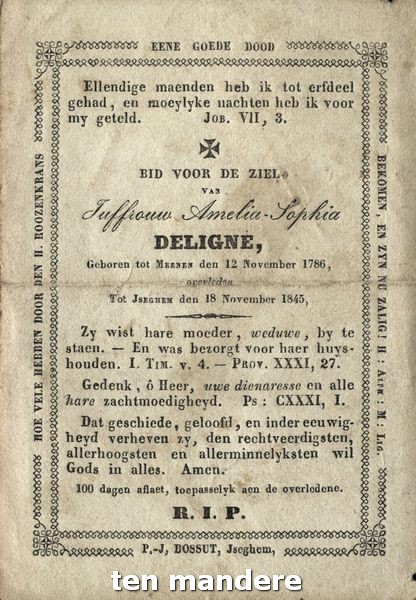 EENE GOEDE DOOD
HOE VELE HEBBEN DOOR DEN H. ROOZENKRANS
BEKOMEN, EN ZYN NU ZALIG! H : ALPH : M : LIG.
Ellendige maenden heb ik tot erfdeel
gehad, en moeylyke nachten heb ik voor
my geteld. JOB. VII, 3.
BID VOOR DE ZIEL
VAN
Juffrouw Amelia-Sophia
DELIGNE,
Geboren tot MEENEN den 12 November 1786,
overleden
Tot JSEGHEM den 18 November 1845,
Zy wist hare moeder, weduwe, by te
staen. — En was bezorgt voor haer huys-
houden. I. TIM. v. 4. — PROV. XXXI, 27.
Gedenk, ô Heer, uwe dienaresse en alle
hare zachtmoedigheyd. Ps : CXXXI, I.
Dat geschiede, geloofd, en in der eeuwig-
heyd verheven zy, den rechtveerdigsten,
allerhoogsten en allerminnelyksten wil
Gods in alles. Amen.
100 dagen aflaet, toepasselyk aen de overledene.
R. I. P.
P.-J, BOSSUT, Jseghem,
ten mandere